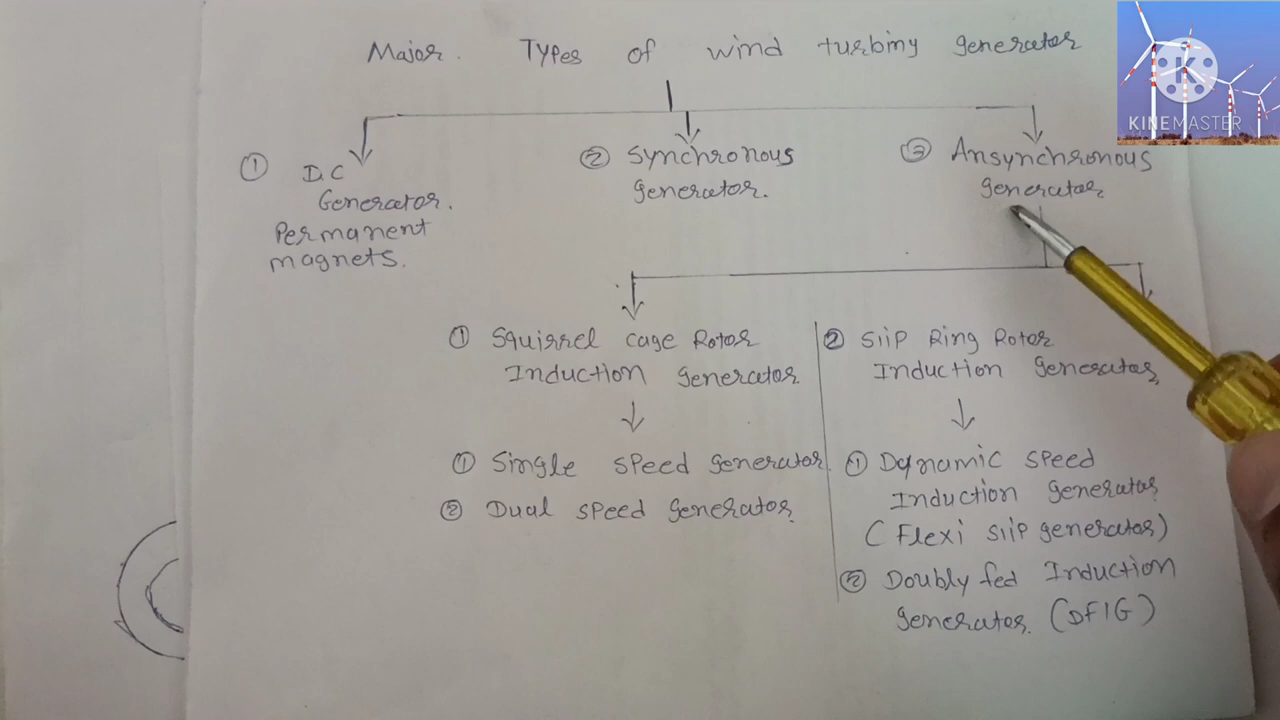 Major. Types of wind turbiny generator
① D.C
Generator.
Permanent
magnets.
② Synchronous
generator.
③ Ansynchronous
generator
① Squirrel cage Rotor
Induction generator
① Single speed generator
② Dual speed generator
② Slip Ring Rotor
Induction generator
① Dynamic speed
Induction generator
(Flexi slip generator)
② Doubly fed Induction
generator. (DFIG)
K
KINEMASTER